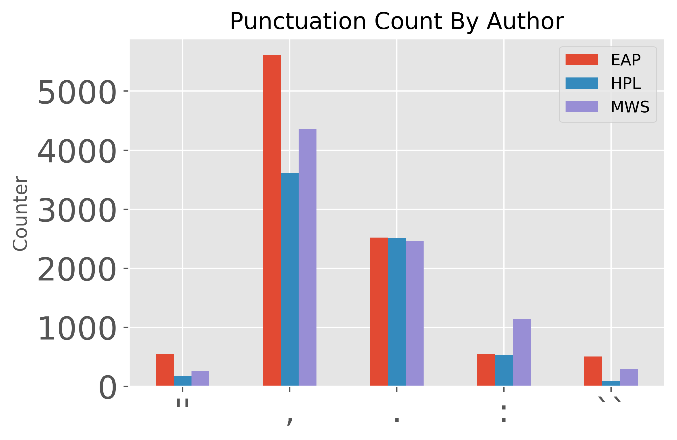 Punctuation Count By Author
EAP
HPL
MWS
Counter
5000
4000
3000
2000
1000
0
" , . : ``